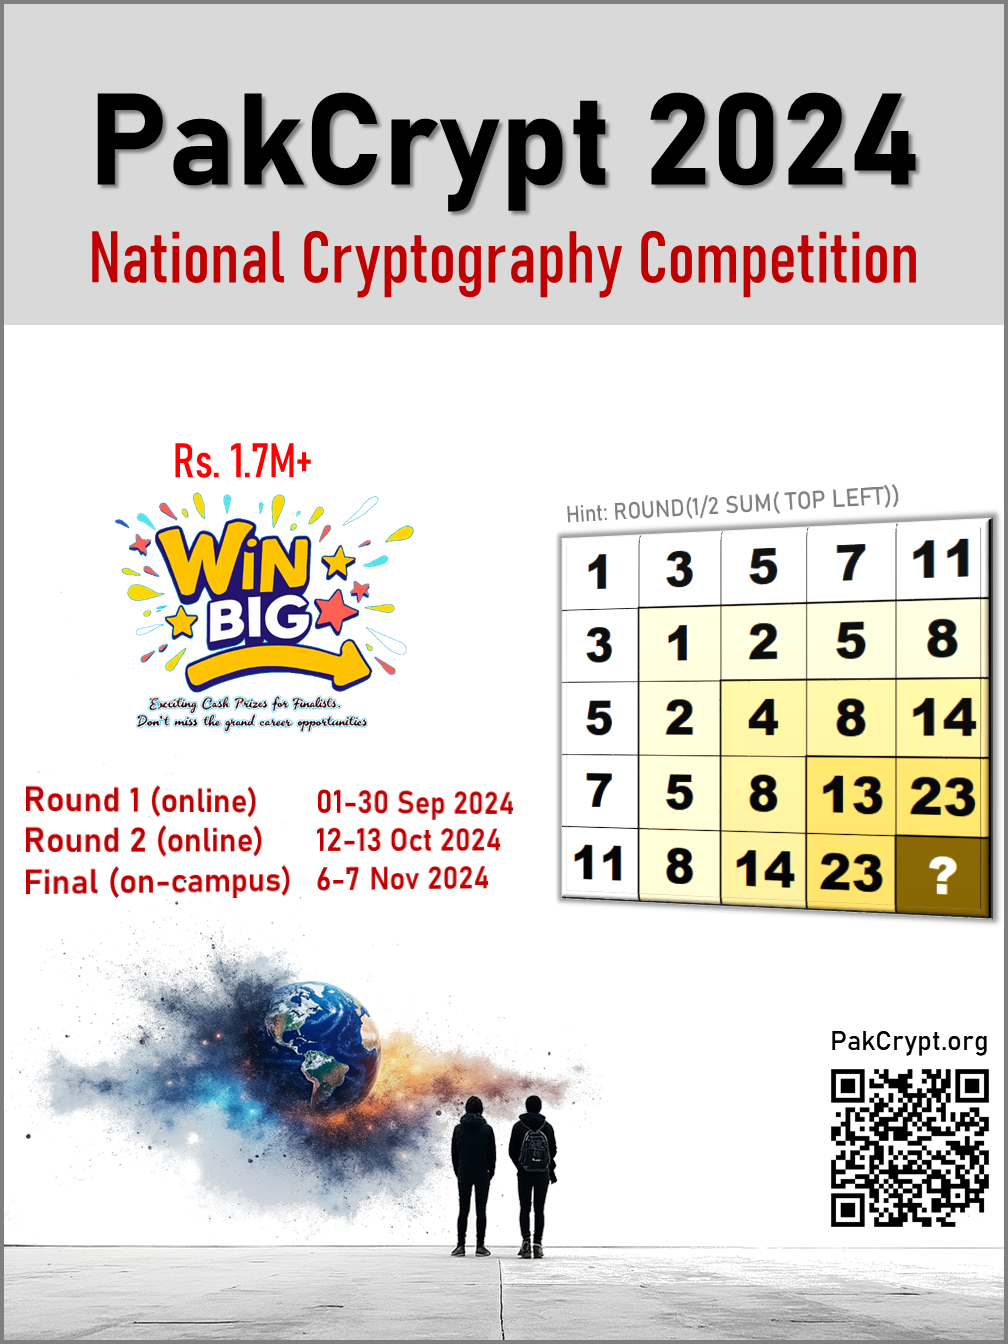 PakCrypt 2024
National Cryptography Competition
Rs. 1.7M+
WiN
BIG
Exciting Cash Prizes for Finalists.
Don't miss the grand career opportunities
Hint: ROUND(1/2 SUM( TOP LEFT))
1 3 5 7 11
3 1 2 5 8
5 2 4 8 14
7 5 8 13 23
11 8 14 23 ?
Round 1 (online) 01-30 Sep 2024
Round 2 (online) 12-13 Oct 2024
Final (on-campus) 6-7 Nov 2024
PakCrypt.org